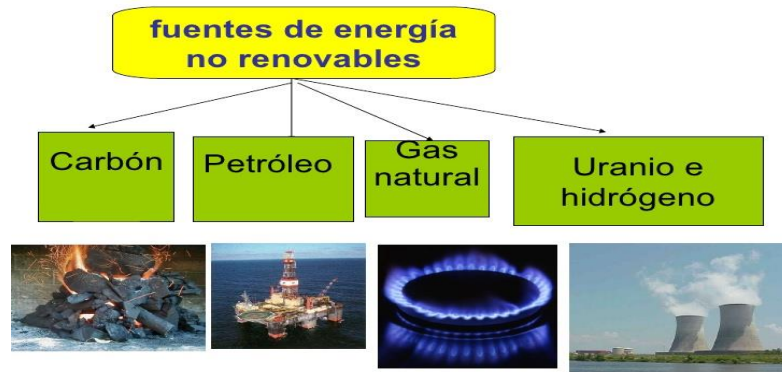 fuentes de energía
no renovables
Carbón
Petróleo
Gas
natural
Uranio e
hidrógeno